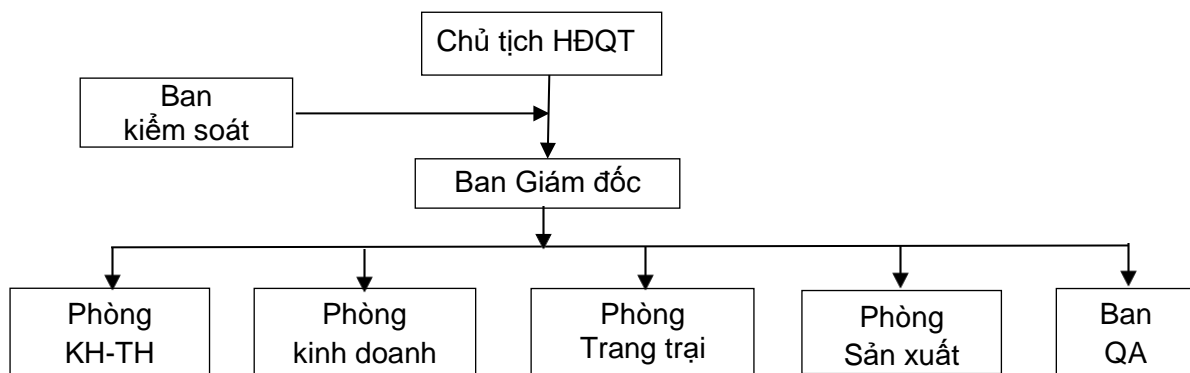 Chủ tịch HĐQT
Ban
kiểm soát
Ban Giám đốc
Phòng
KH-TH
Phòng
kinh doanh
Phòng
Trang trại
Phòng
Sản xuất
Ban
QA